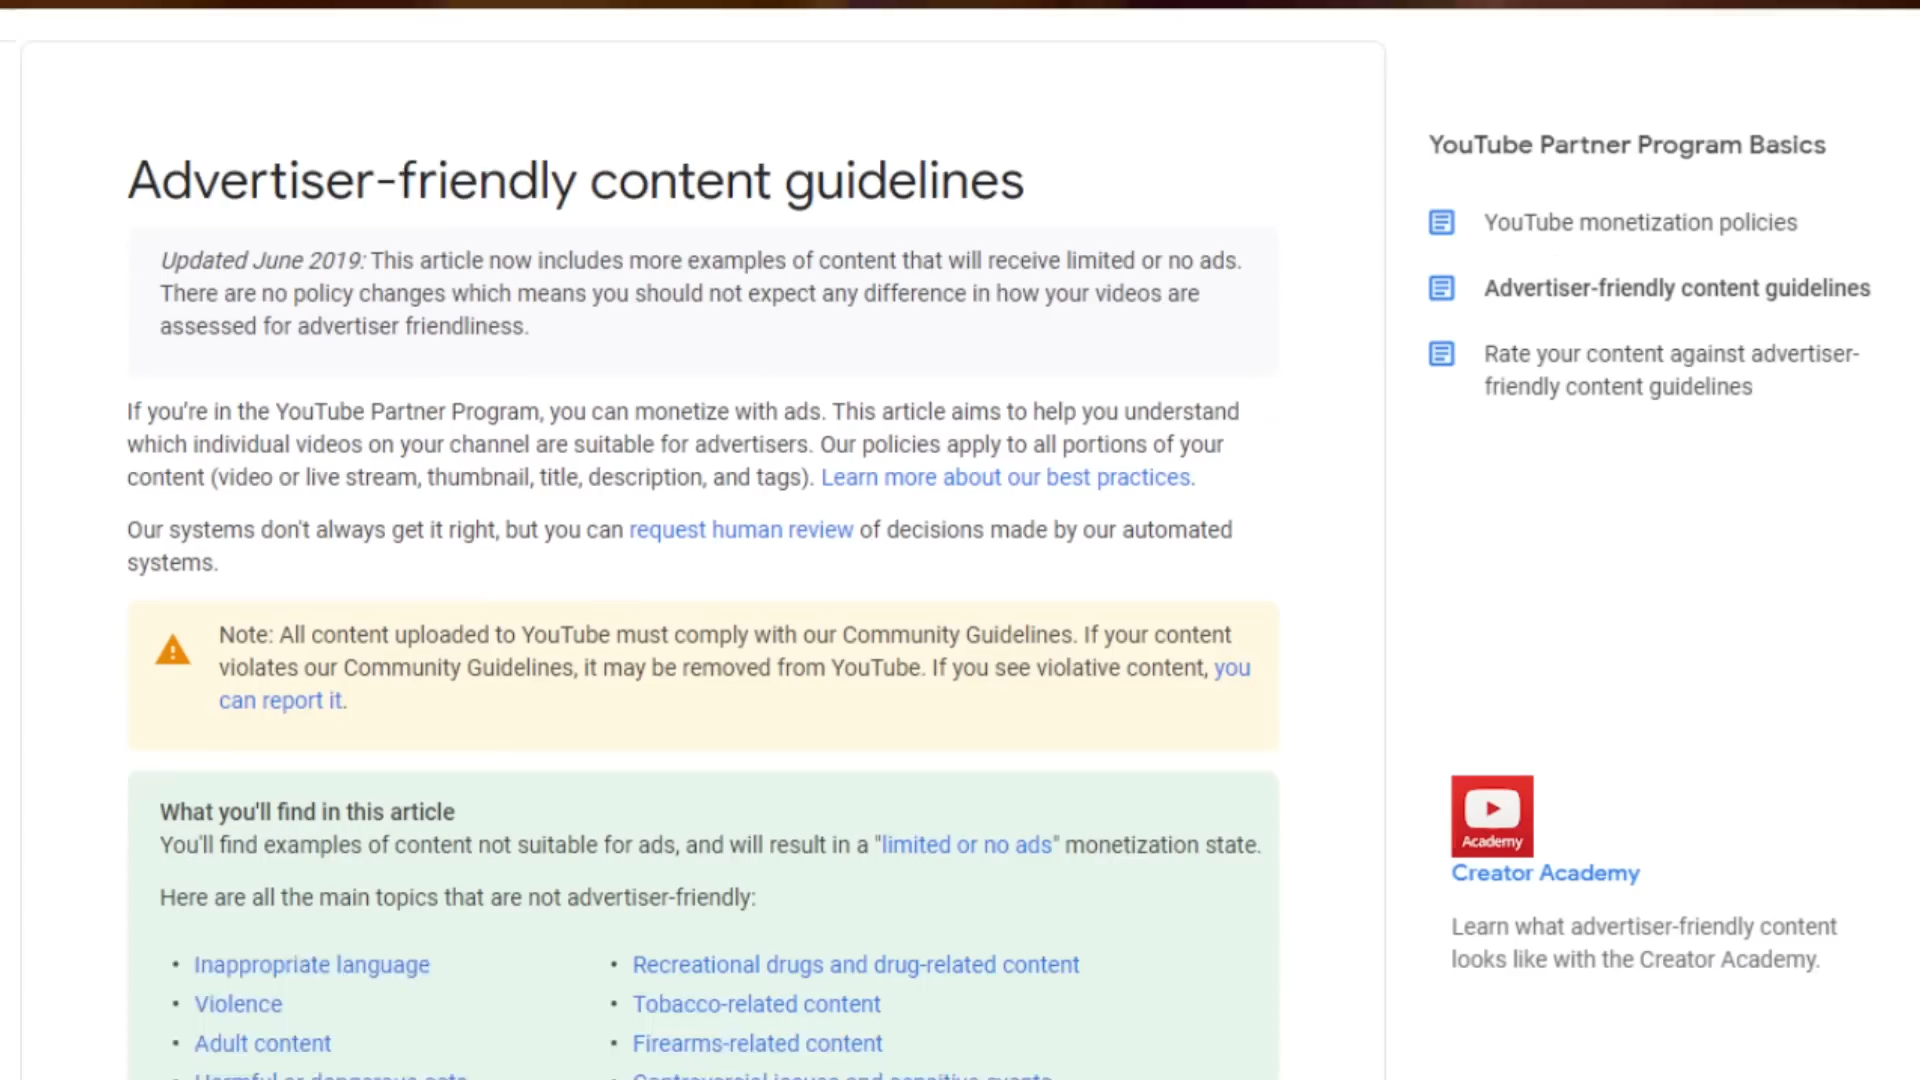 Advertiser-friendly content guidelines
Updated June 2019: This article now includes more examples of content that will receive limited or no ads.
There are no policy changes which means you should not expect any difference in how your videos are
assessed for advertiser friendliness.
If you’re in the YouTube Partner Program, you can monetize with ads. This article aims to help you understand
which individual videos on your channel are suitable for advertisers. Our policies apply to all portions of your
content (video or live stream, thumbnail, title, description, and tags). Learn more about our best practices.
Our systems don't always get it right, but you can request human review of decisions made by our automated
systems.
Note: All content uploaded to YouTube must comply with our Community Guidelines. If your content
violates our Community Guidelines, it may be removed from YouTube. If you see violative content, you
can report it.
What you'll find in this article
You'll find examples of content not suitable for ads, and will result in a "limited or no ads" monetization state.
Here are all the main topics that are not advertiser-friendly:
• Inappropriate language
• Violence
• Adult content
• Harmful or dangerous acts
• Recreational drugs and drug-related content
• Tobacco-related content
• Firearms-related content
• Controversial issues and sensitive events
YouTube Partner Program Basics
YouTube monetization policies
Advertiser-friendly content guidelines
Rate your content against advertiser-
friendly content guidelines
Academy
Creator Academy
Learn what advertiser-friendly content
looks like with the Creator Academy.